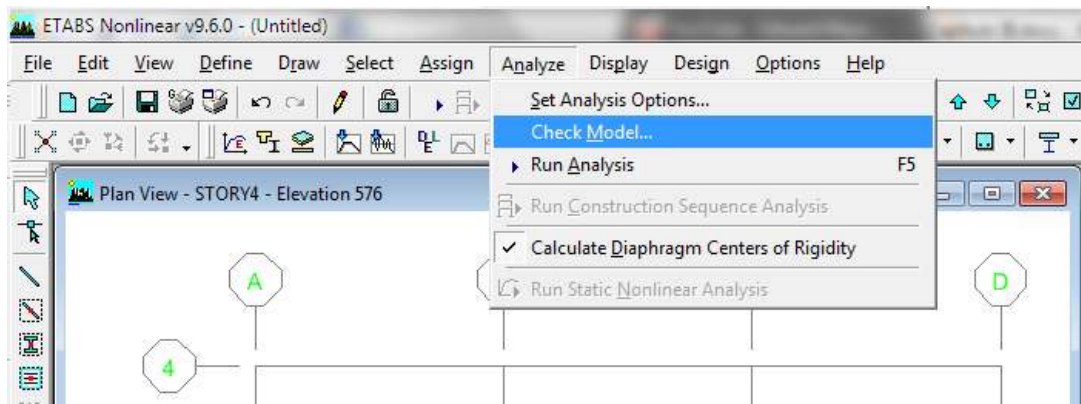 ETABS Nonlinear v9.6.0 - (Untitled)
File Edit View Define Draw Select Assign Analyze Display Design Options Help
Set Analysis Options...
Check Model...
Run Analysis F5
Run Construction Sequence Analysis
Calculate Diaphragm Centers of Rigidity
Run Static Nonlinear Analysis
Plan View - STORY4 - Elevation 576
A
D
4